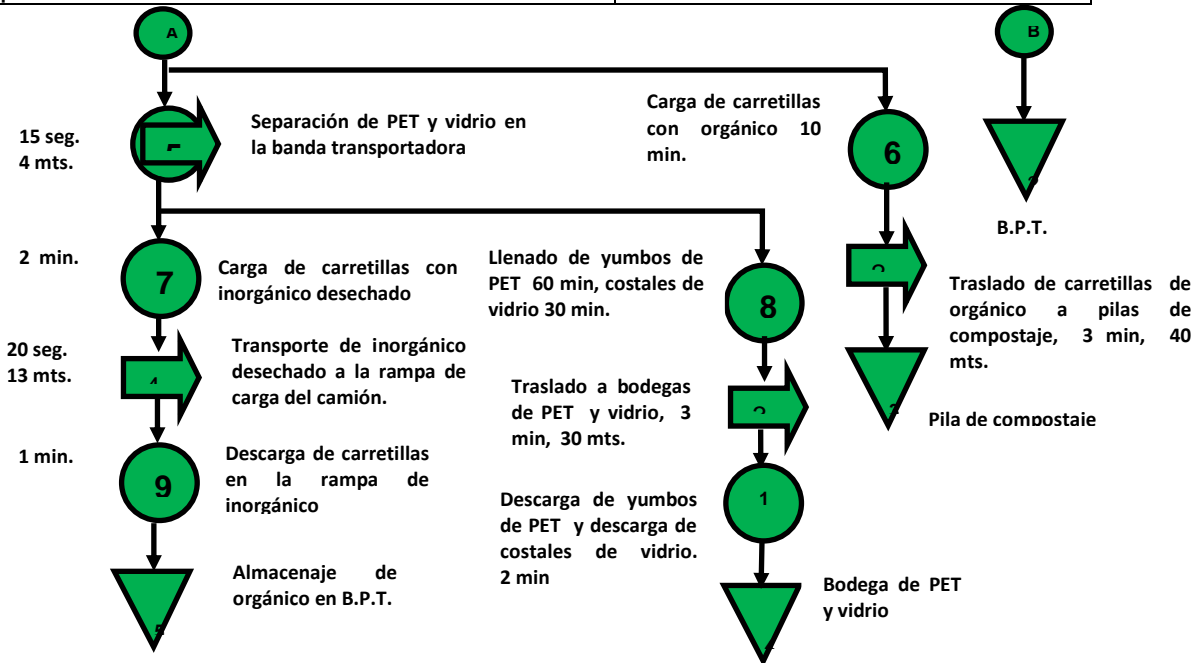 A
B
15 seg.
4 mts.
Separación de PET y vidrio en
la banda transportadora
Carga de carretillas
con orgánico 10
min.
6
B.P.T.
2 min.
7
Carga de carretillas con
inorgánico desechado
Llenado de yumbos de
PET 60 min, costales de
vidrio 30 min.
8
Traslado de carretillas de
orgánico a pilas de
compostaje, 3 min, 40
mts.
20 seg.
13 mts.
Transporte de inorgánico
desechado a la rampa de
carga del camión.
Traslado a bodegas
de PET y vidrio, 3
min, 30 mts.
Pila de compostaje
1 min.
9
Descarga de carretillas
en la rampa de
inorgánico
Descarga de yumbos
de PET y descarga de
costales de vidrio.
2 min
1
Almacenaje de
orgánico en B.P.T.
Bodega de PET
y vidrio